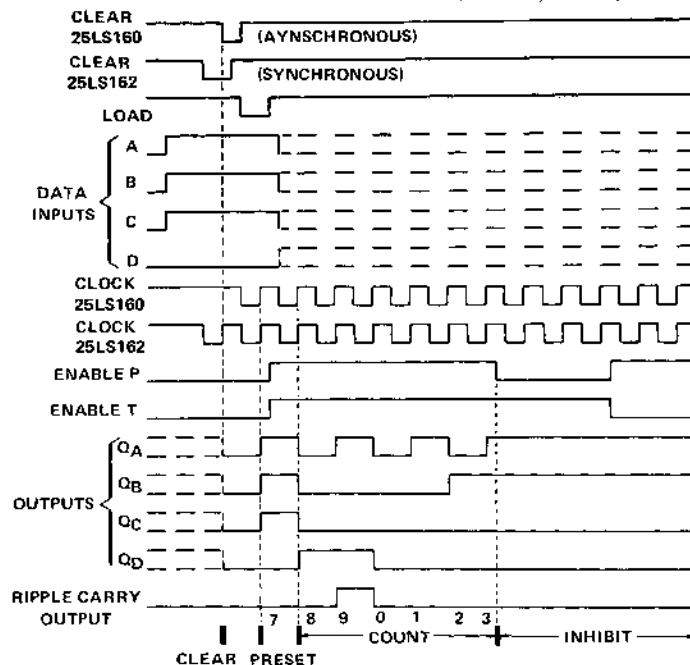 CLEAR
25LS160
(AYNSCHRONOUS)
CLEAR
25LS162
(SYNCHRONOUS)
LOAD
A
B
DATA
INPUTS
C
D
CLOCK
25LS160
CLOCK
25LS162
ENABLE P
ENABLE T
QA
QB
OUTPUTS
QC
QD
RIPPLE CARRY
OUTPUT
7 8 9 0 1 2 3
COUNT INHIBIT
CLEAR PRESET